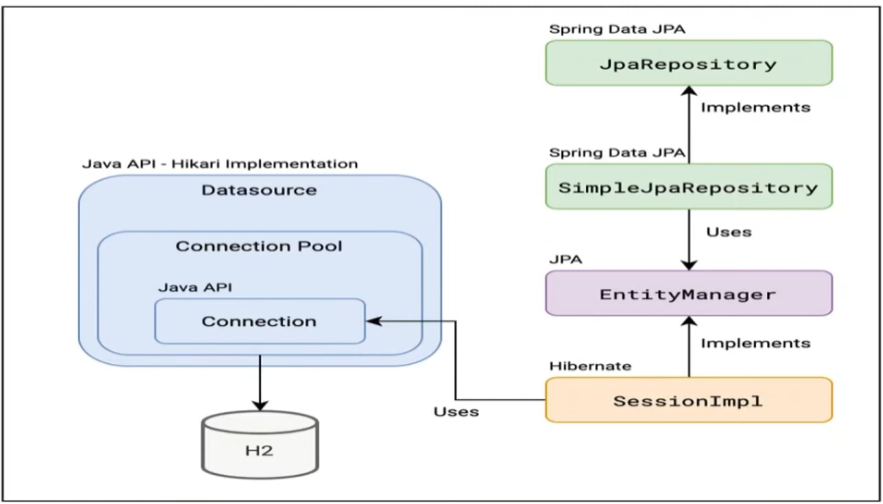 Spring Data JPA
JpaRepository
Implements
Spring Data JPA
SimpleJpaRepository
Uses
JPA
EntityManager
Implements
Hibernate
SessionImpl
Uses
Java API - Hikari Implementation
Datasource
Connection Pool
Java API
Connection
H2